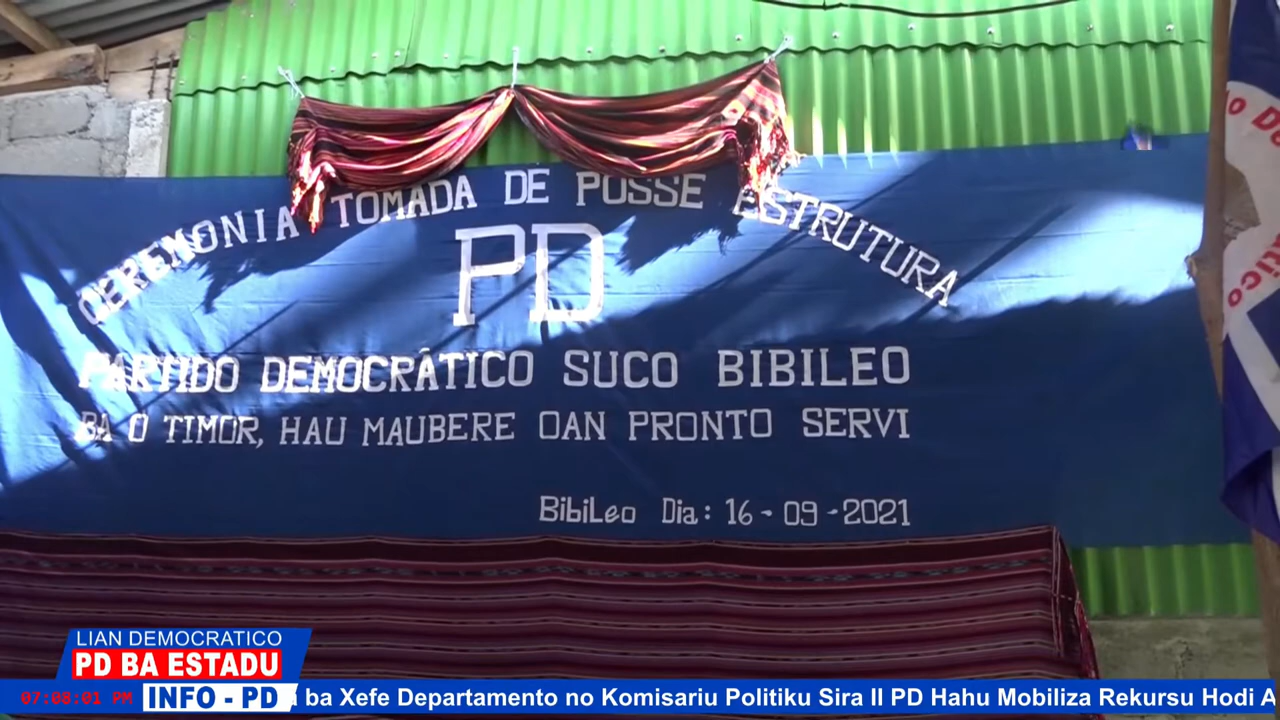 CEREMONIA TOMADA DE POSSE ESTRUTURA
PD
PARTIDO DEMOCRÁTICO SUCO BIBILEO
BA O TIMOR, HAU MAUBERE OAN PRONTO SERVI
BibiLeo Dia: 16-09-2021
LIAN DEMOCRATICO
PD BA ESTADU
07:08:01 PM INFO - PD ba Xefe Departamento no Komisariu Politiku Sira II PD Hahu Mobiliza Rekursu Hodi A